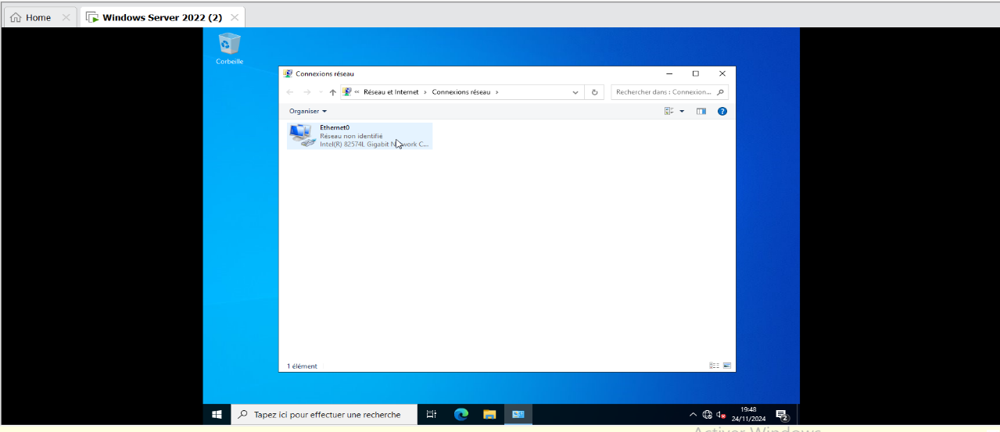 Home
Windows Server 2022 (2)
Corbeille
Connexions réseau
« Réseau et Internet › Connexions réseau ›
Rechercher dans : Connexion...
Organiser
Ethernet0
Réseau non identifié
Intel(R) 82574L Gigabit Network C...
1 élément
Tapez ici pour effectuer une recherche
19:48
24/11/2024
2
Activer Windows